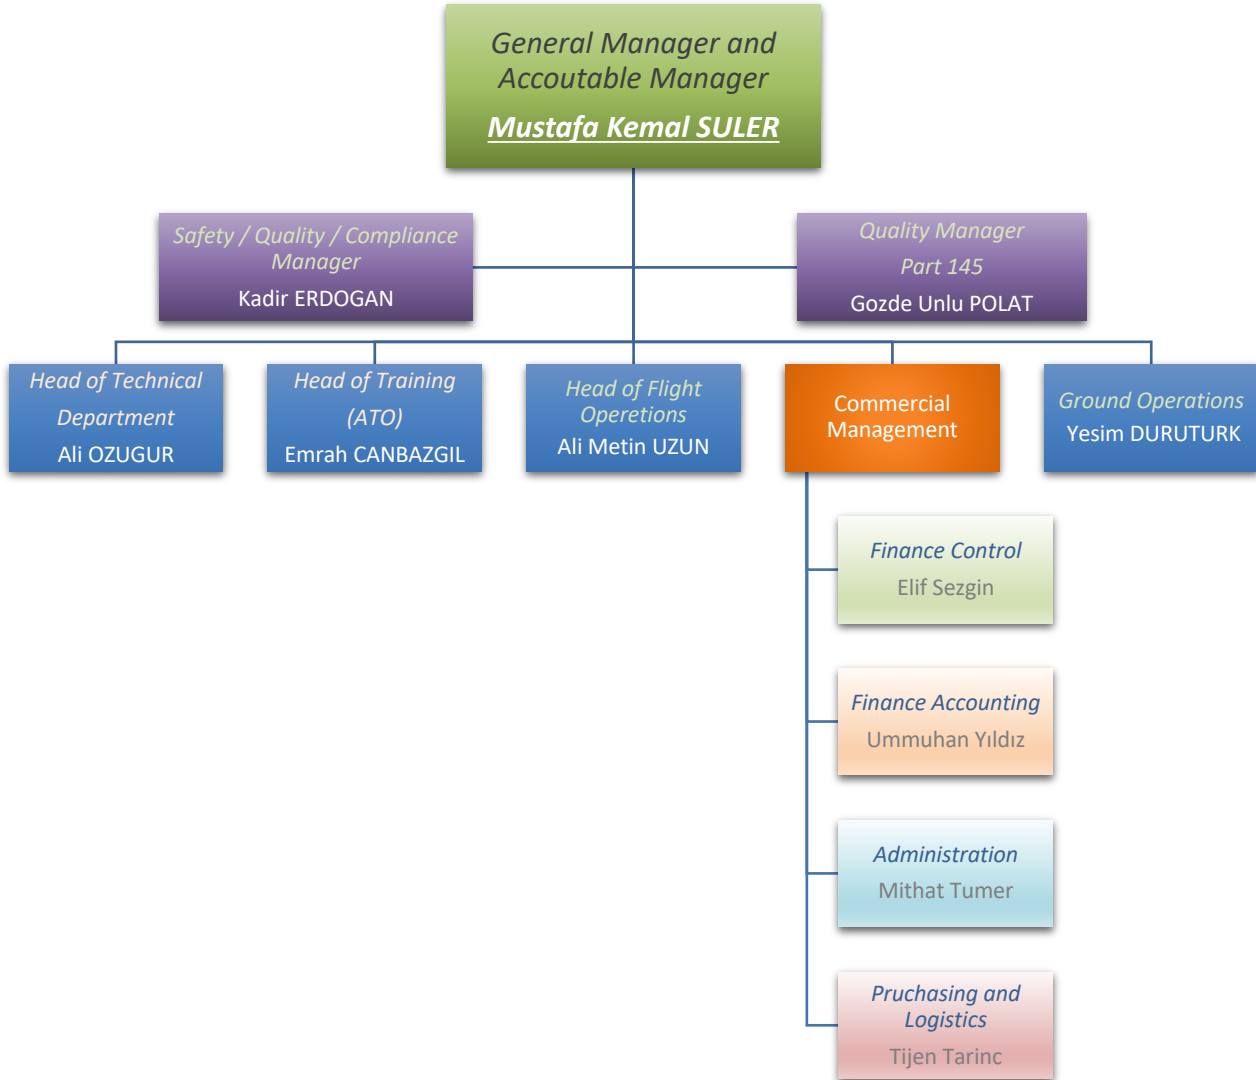 General Manager and
Accoutable Manager
Mustafa Kemal SULER
Safety / Quality / Compliance
Manager
Kadir ERDOGAN
Quality Manager
Part 145
Gozde Unlu POLAT
Head of Technical
Department
Ali OZUGUR
Head of Training
(ATO)
Emrah CANBAZGIL
Head of Flight
Operetions
Ali Metin UZUN
Commercial
Management
Ground Operations
Yesim DURUTURK
Finance Control
Elif Sezgin
Finance Accounting
Ummuhan Yıldız
Administration
Mithat Tumer
Pruchasing and
Logistics
Tijen Tarinc